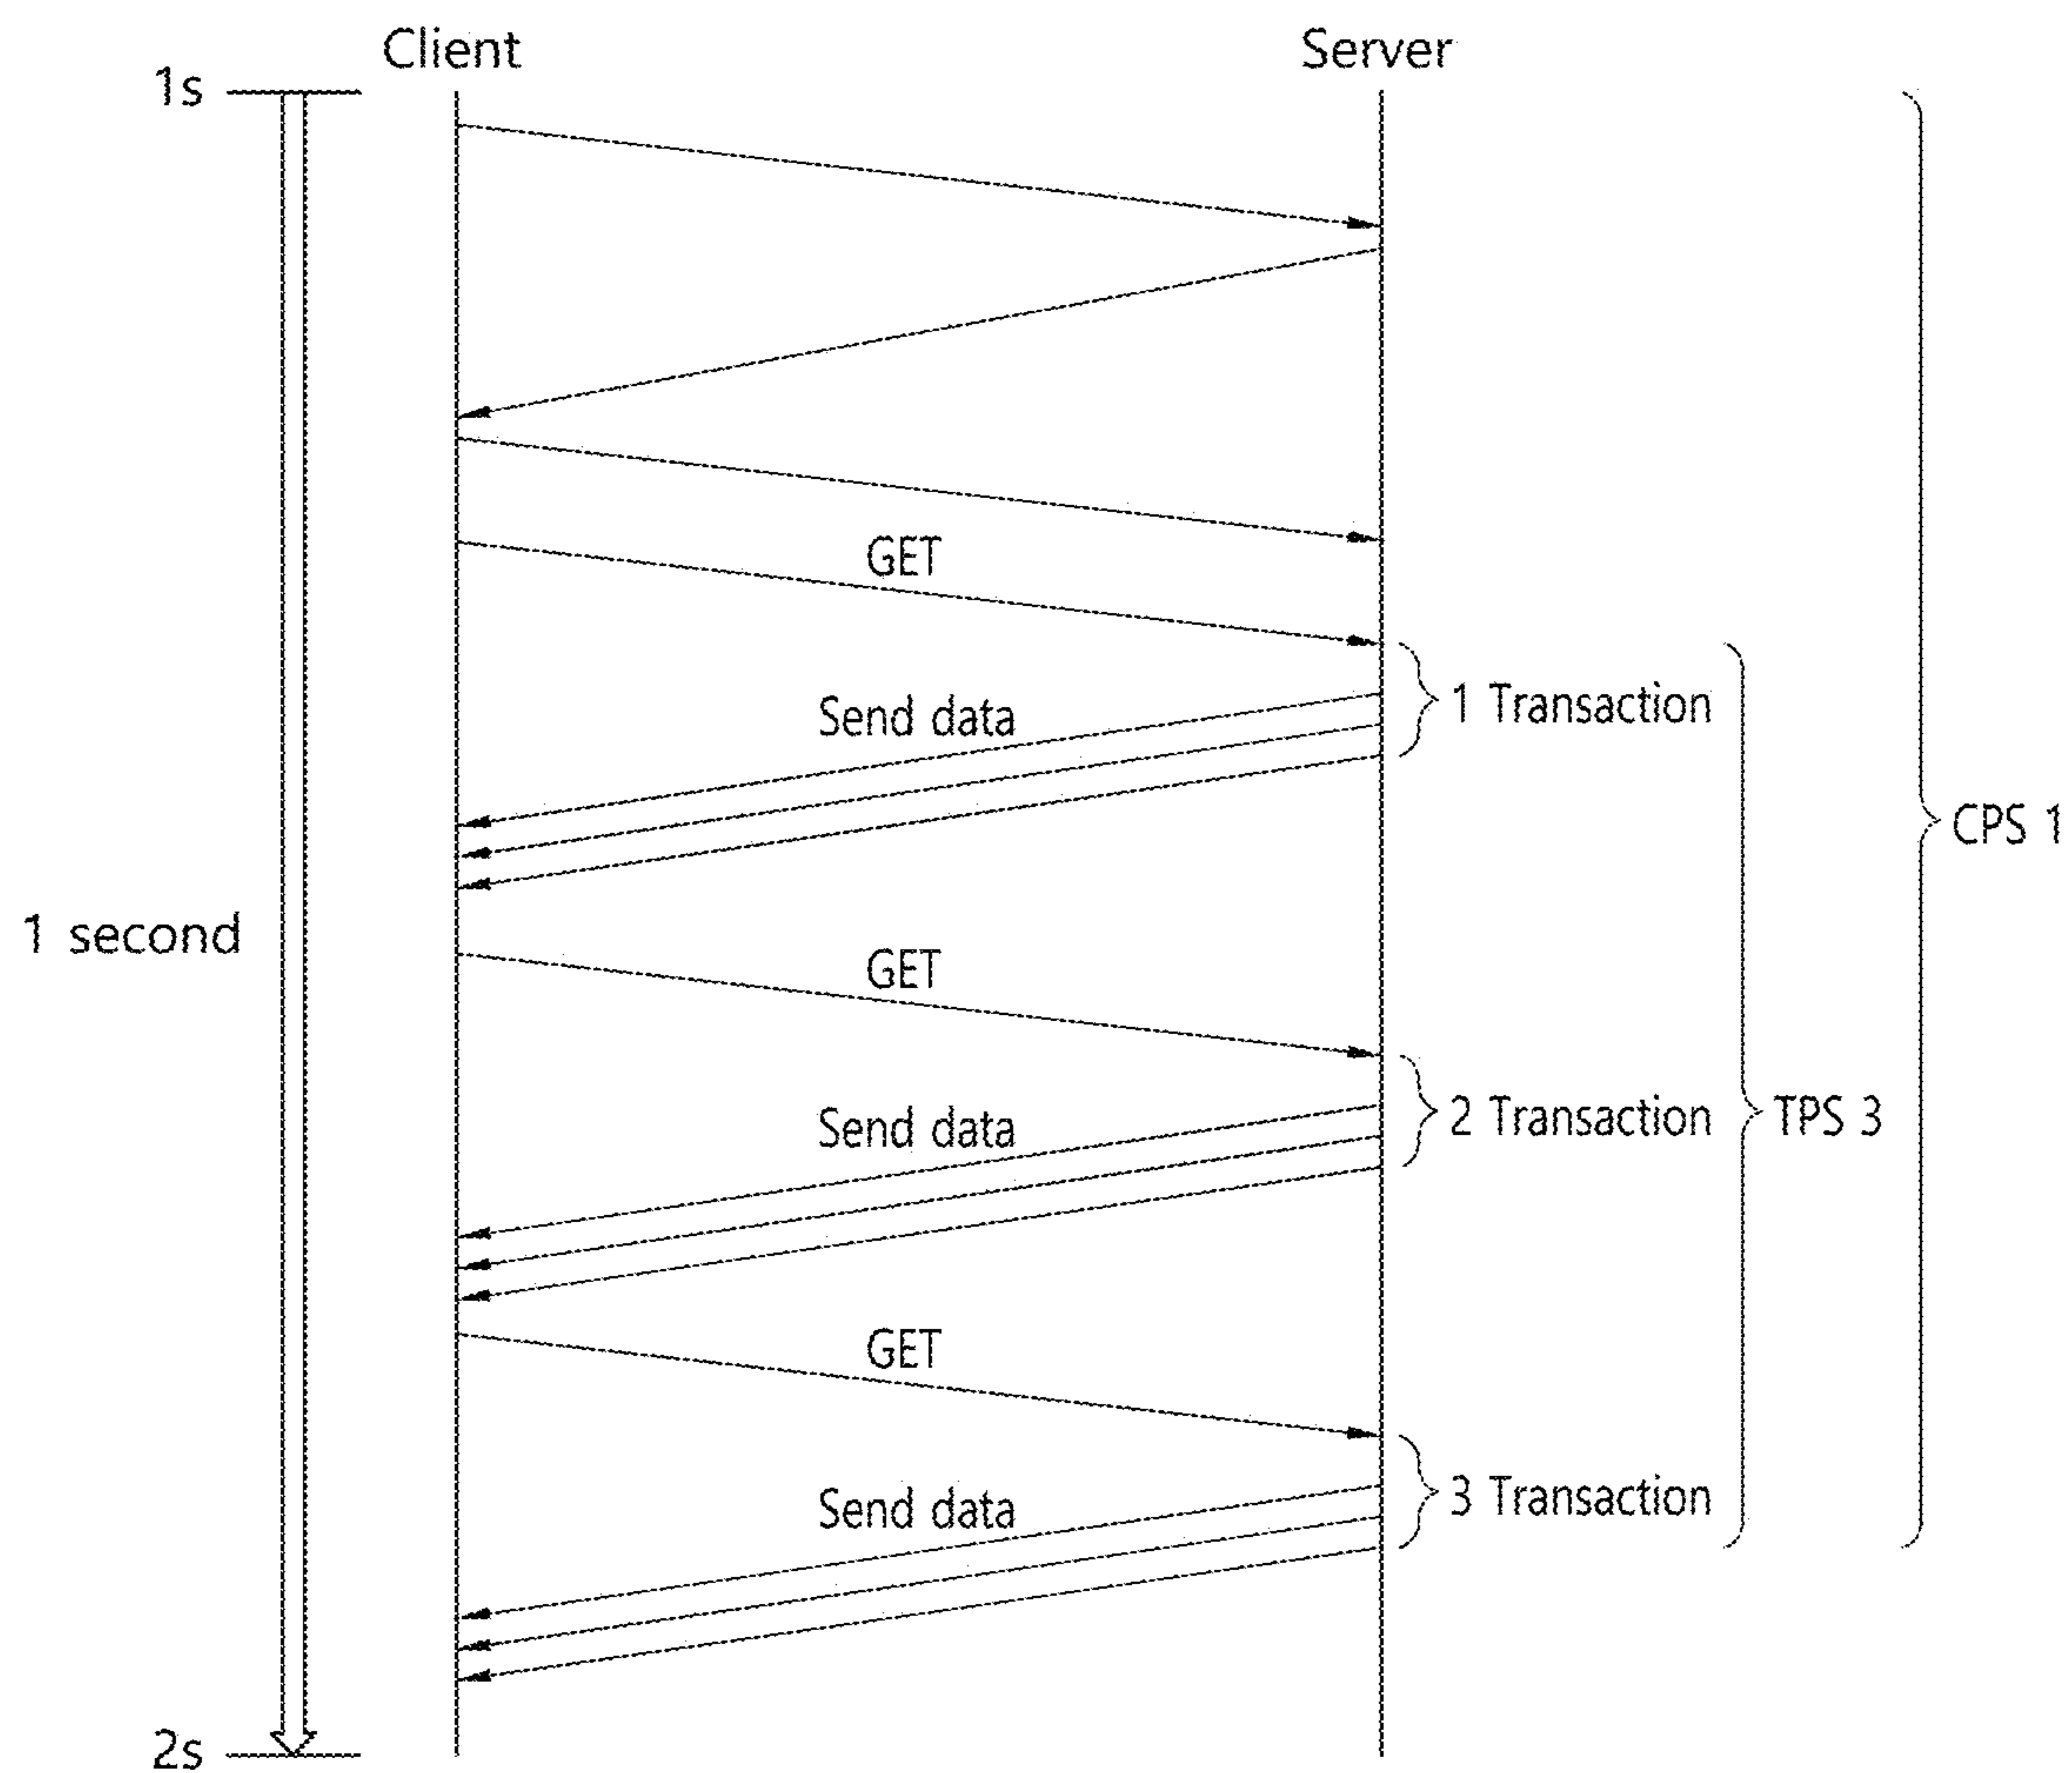 Client
Server
1s
GET
1 Transaction
Send data
CPS 1
1 second
GET
2 Transaction
TPS 3
Send data
GET
3 Transaction
Send data
2s